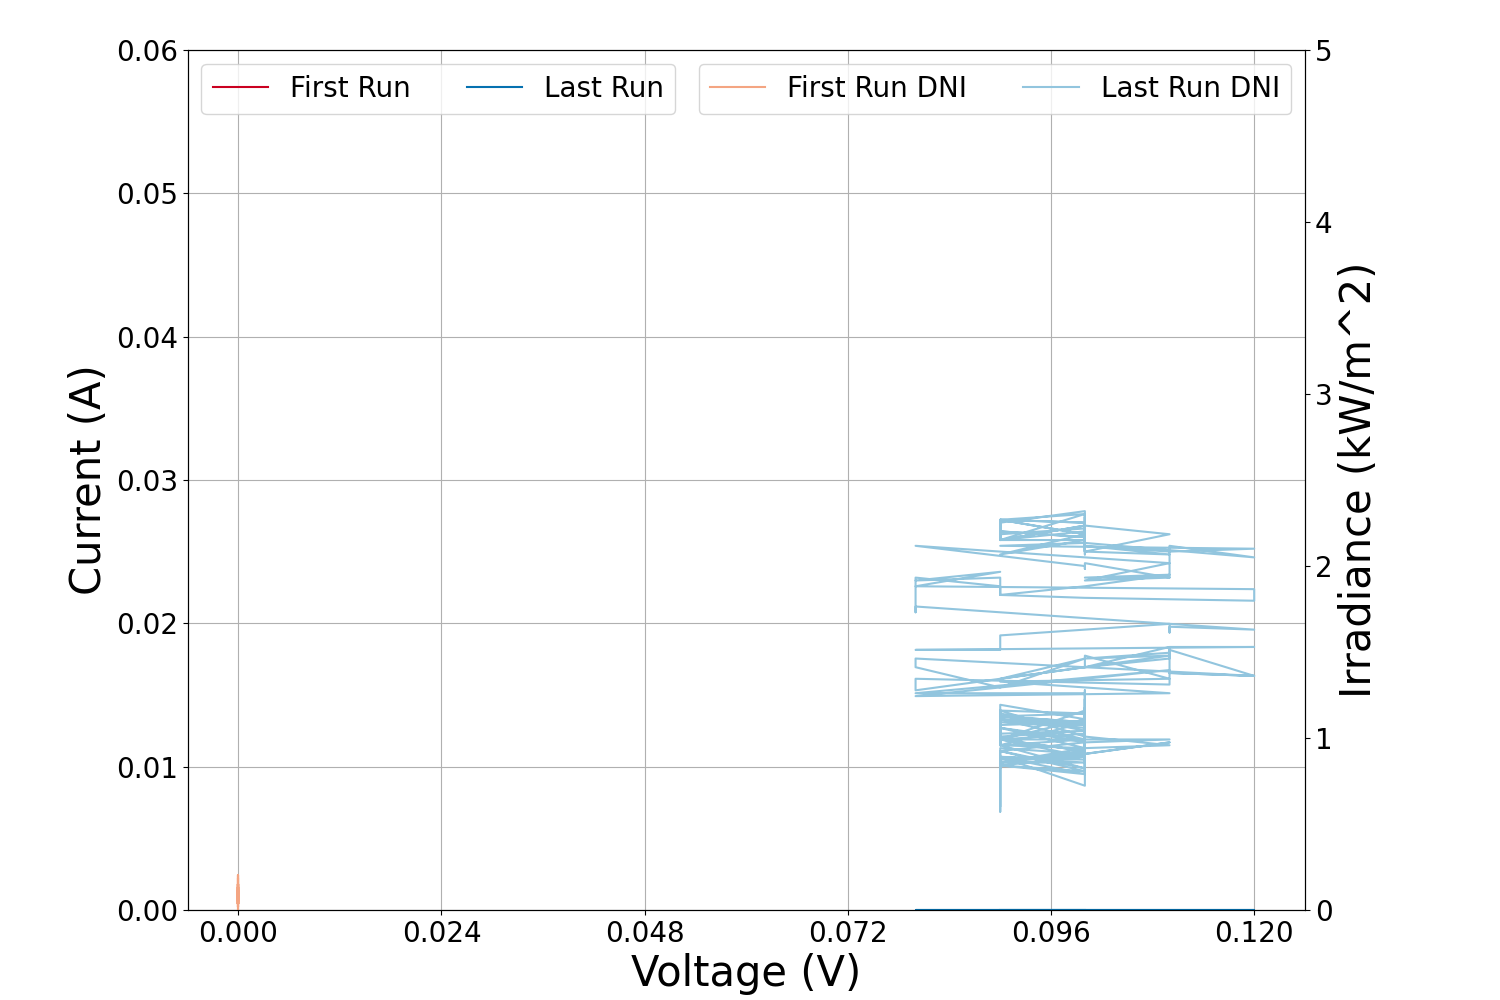 First Run
Last Run
First Run DNI
Last Run DNI
0.06
0.05
0.04
0.03
0.02
0.01
0.00
Current (A)
5
4
3
2
1
0
Irradiance (kW/m^2)
0.000 0.024 0.048 0.072 0.096 0.120
Voltage (V)